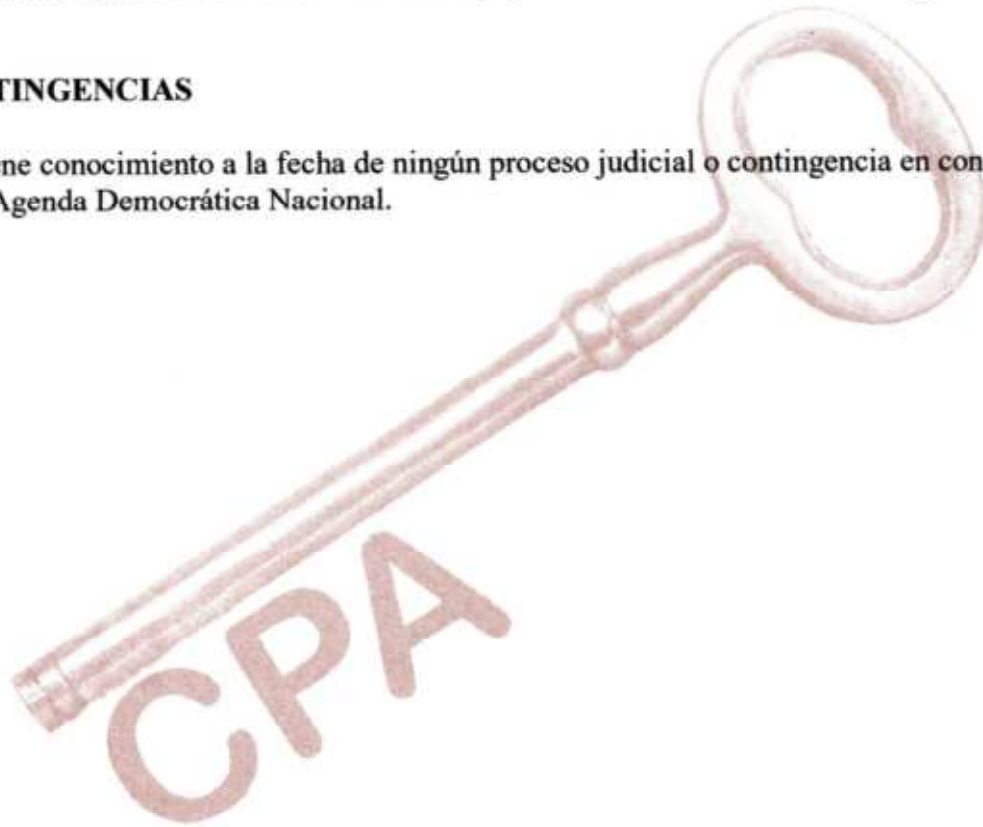 TINGENCIAS
ne conocimiento a la fecha de ningún proceso judicial o contingencia en con
Agenda Democrática Nacional.
CPA